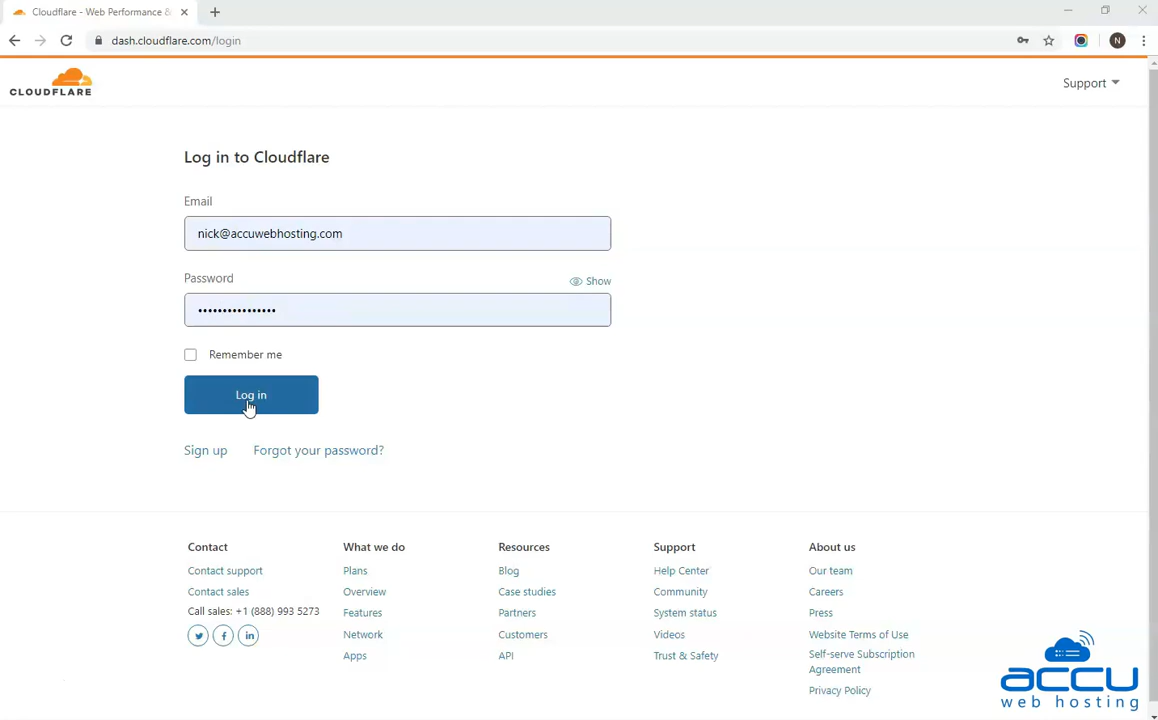 Cloudflare - Web Performance &
dash.cloudflare.com/login
N
CLOUDFLARE
Support
Log in to Cloudflare
Email
nick@accuwebhosting.com
Password
Show
••••••••••••••••
Remember me
Log in
Sign up
Forgot your password?
Contact
Contact support
Contact sales
Call sales: +1 (888) 993 5273
What we do
Plans
Overview
Features
Network
Apps
Resources
Blog
Case studies
Partners
Customers
API
Support
Help Center
Community
System status
Videos
Trust & Safety
About us
Our team
Careers
Press
Website Terms of Use
Self-serve Subscription
Agreement
Privacy Policy
accu
web hosting